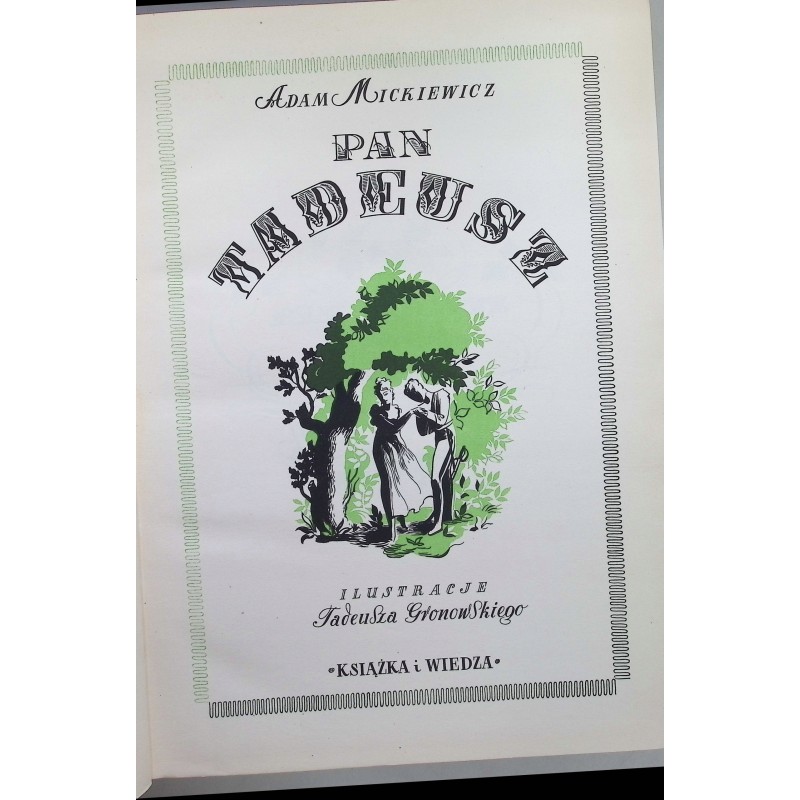 ADAM MICKIEWICZ
PAN
TADEUSZ
ILUSTRACJE
Tadeusza Gronowskiego
•KSIĄŻKA i WIEDZA•